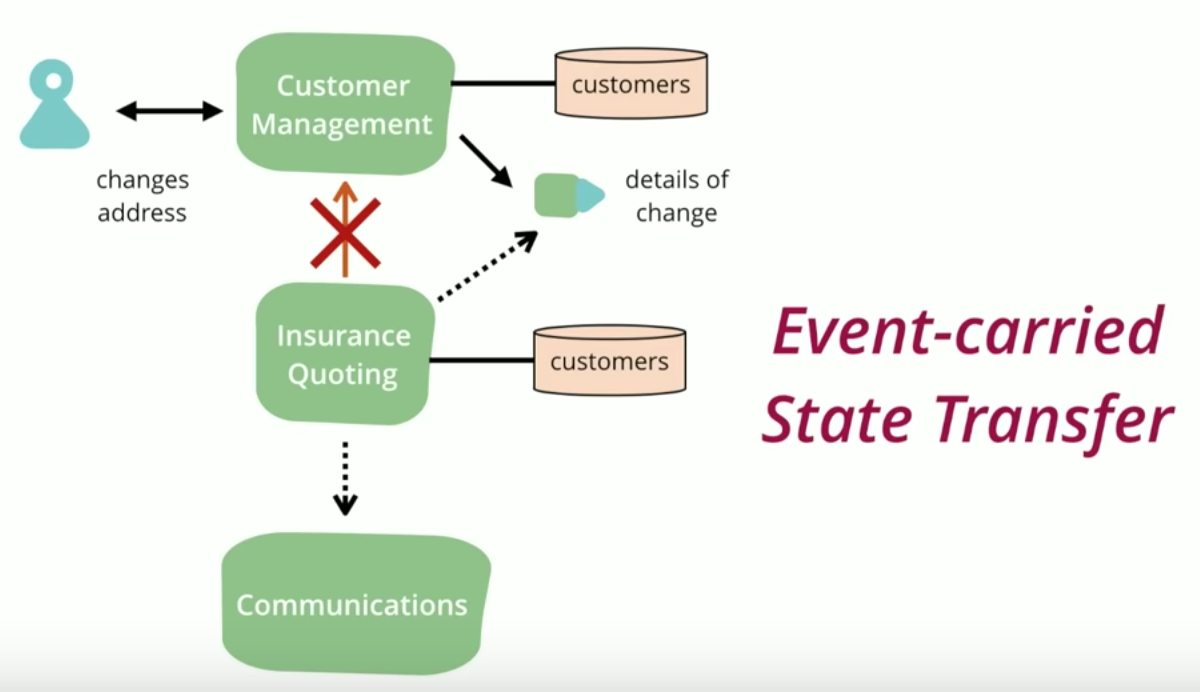 Customer
Management
customers
changes
address
details of
change
Insurance
Quoting
customers
Event-carried
State Transfer
Communications